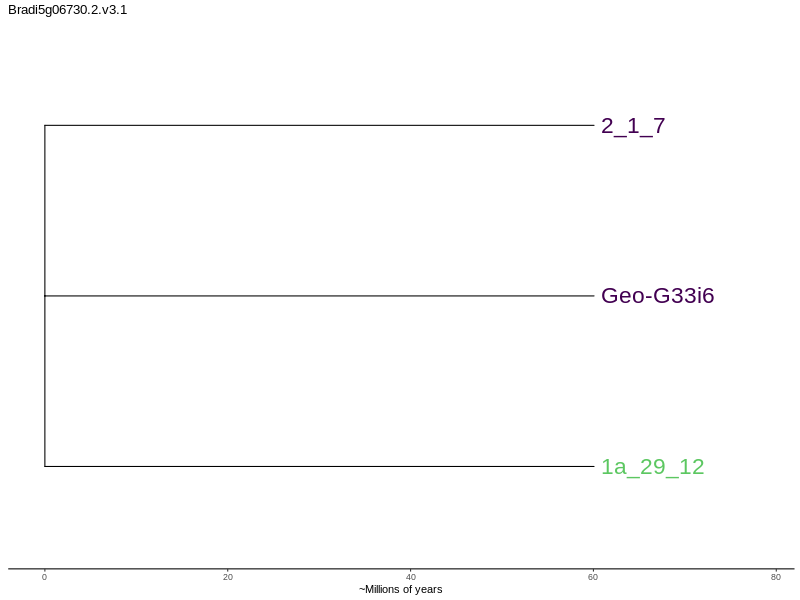 Bradi5g06730.2.v3.1
2_1_7
Geo-G33i6
1a_29_12
0 20 40 60 80
~Millions of years